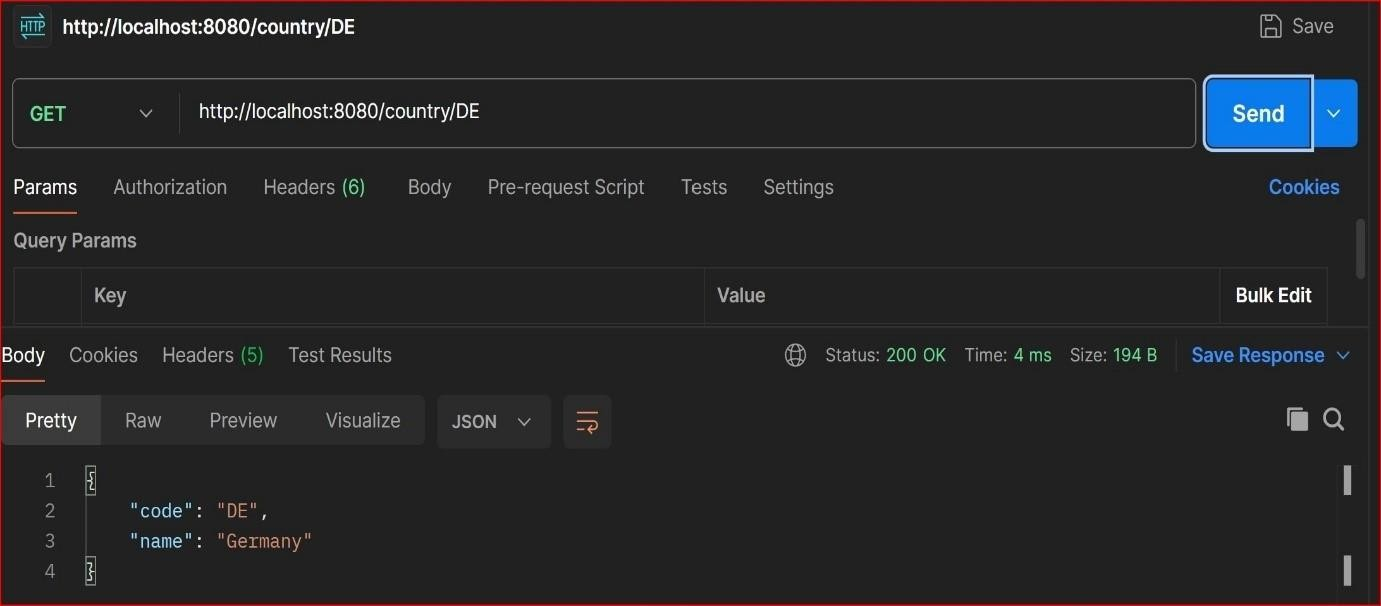 HTTP http://localhost:8080/country/DE Save
GET http://localhost:8080/country/DE Send
Params Authorization Headers (6) Body Pre-request Script Tests Settings Cookies
Query Params
Key Value Bulk Edit
Body Cookies Headers (5) Test Results Status: 200 OK Time: 4 ms Size: 194 B Save Response
Pretty Raw Preview Visualize JSON
1 {
2 "code": "DE",
3 "name": "Germany"
4 }